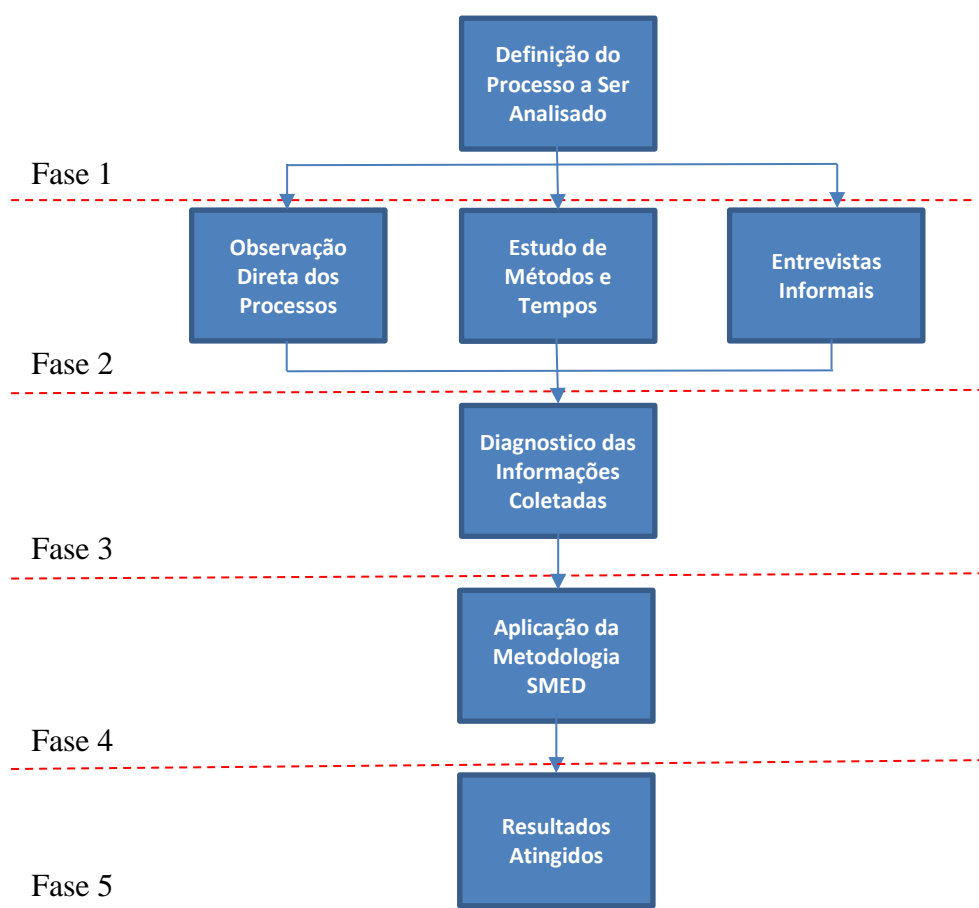 Definição do
Processo a Ser
Analisado
Fase 1
Observação
Direta dos
Processos
Estudo de
Métodos e
Tempos
Entrevistas
Informais
Fase 2
Diagnostico das
Informações
Coletadas
Fase 3
Aplicação da
Metodologia
SMED
Fase 4
Resultados
Atingidos
Fase 5